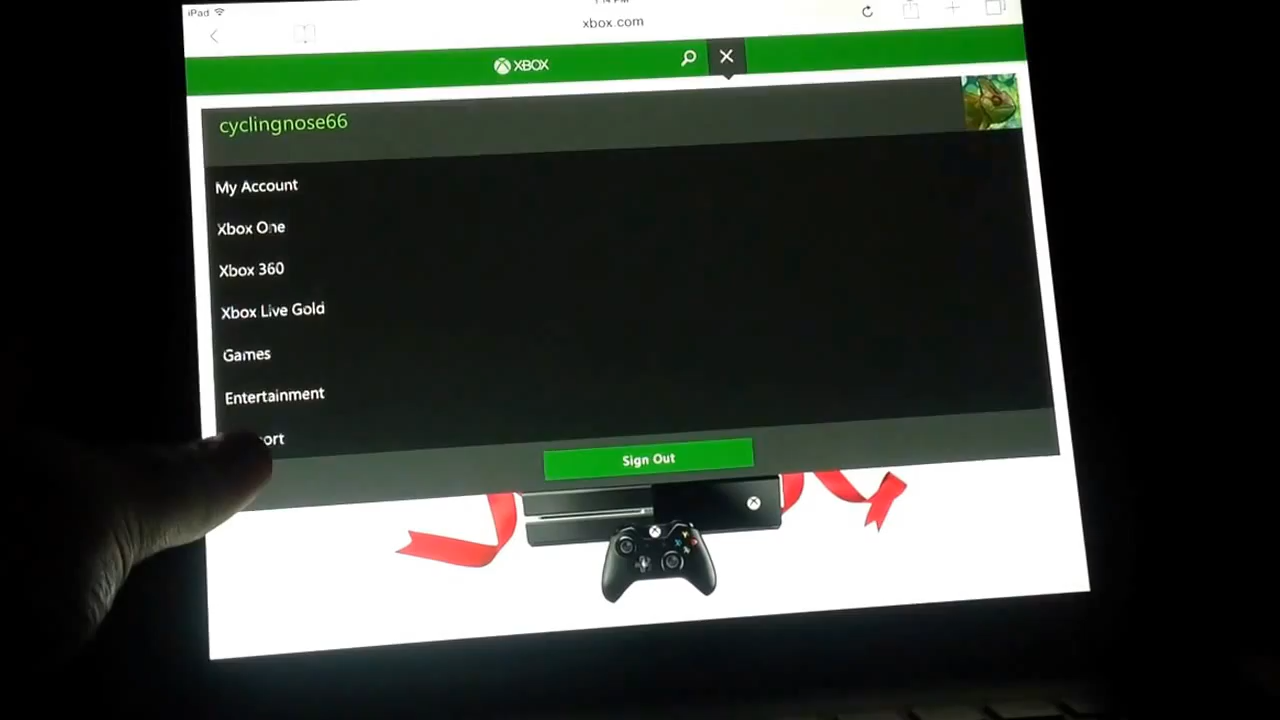 iPad
xbox.com
XBOX
cyclingnose66
My Account
Xbox One
Xbox 360
Xbox Live Gold
Games
Entertainment
Sign Out